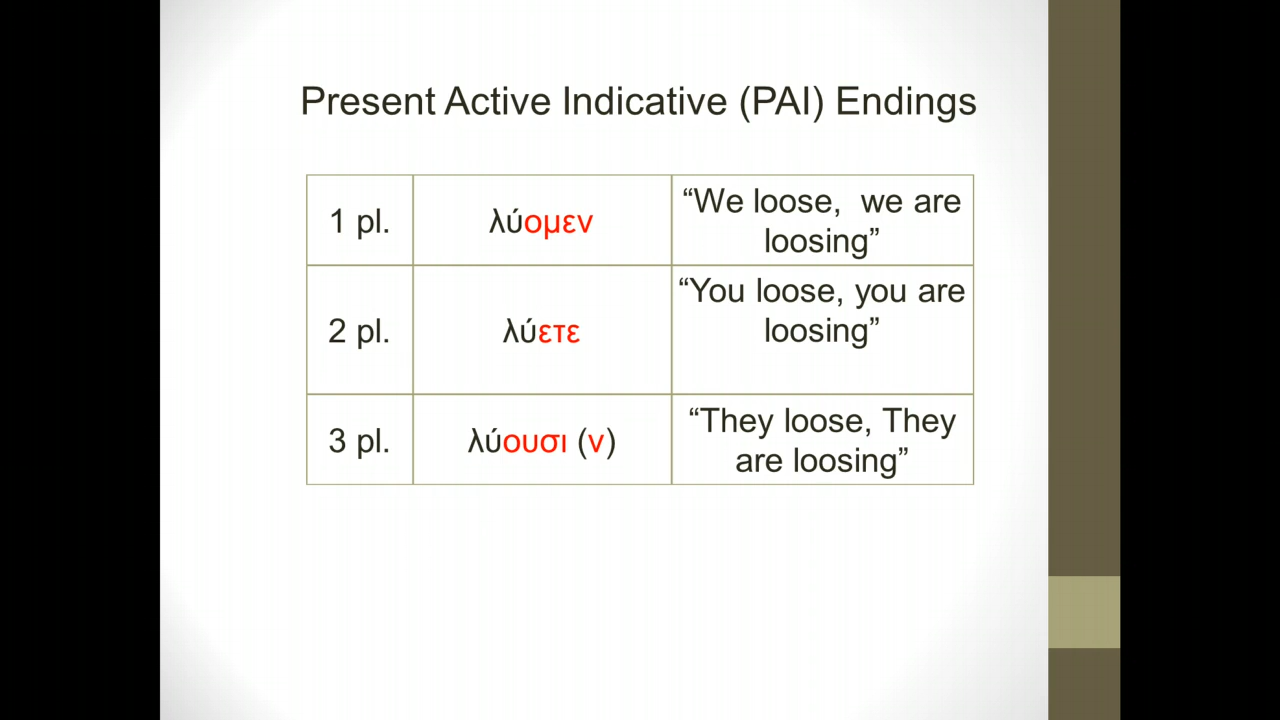 Present Active Indicative (PAI) Endings
1 pl.
λύομεν
“We loose,  we are
loosing”
2 pl.
λύετε
“You loose, you are
loosing”
3 pl.
λύουσι (ν)
“They loose, They
are loosing”